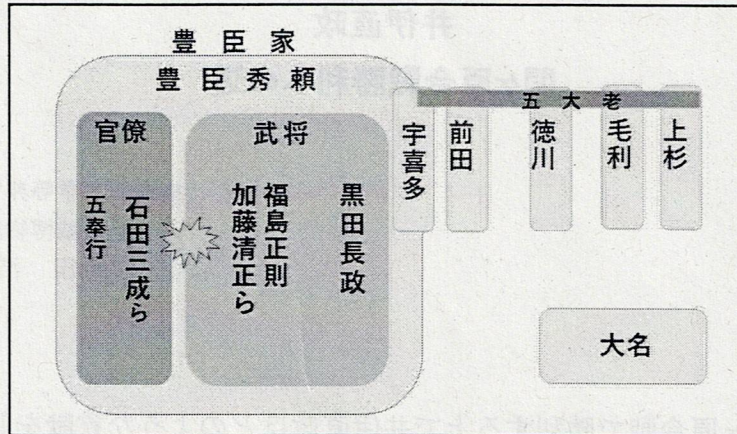 豊臣家
豊臣秀頼
官僚
石田三成ら
五奉行
武将
黒田長政
福島正則
加藤清正ら
五大老
宇喜多
前田
徳川
毛利
上杉
大名